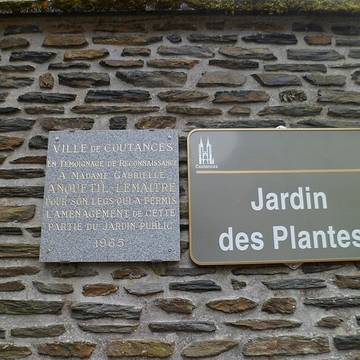 VILLE DE COUTANCES
EN TÉMOIGNAGE DE RECONNAISSANCE
A MADAME GABRIELLE
ANQUETIL-LEMAITRE
POUR SON LEGS QUI A PERMIS
L'AMÉNAGEMENT DE CETTE
PARTIE DU JARDIN PUBLIC
1965
Coutances
Jardin
des Plantes